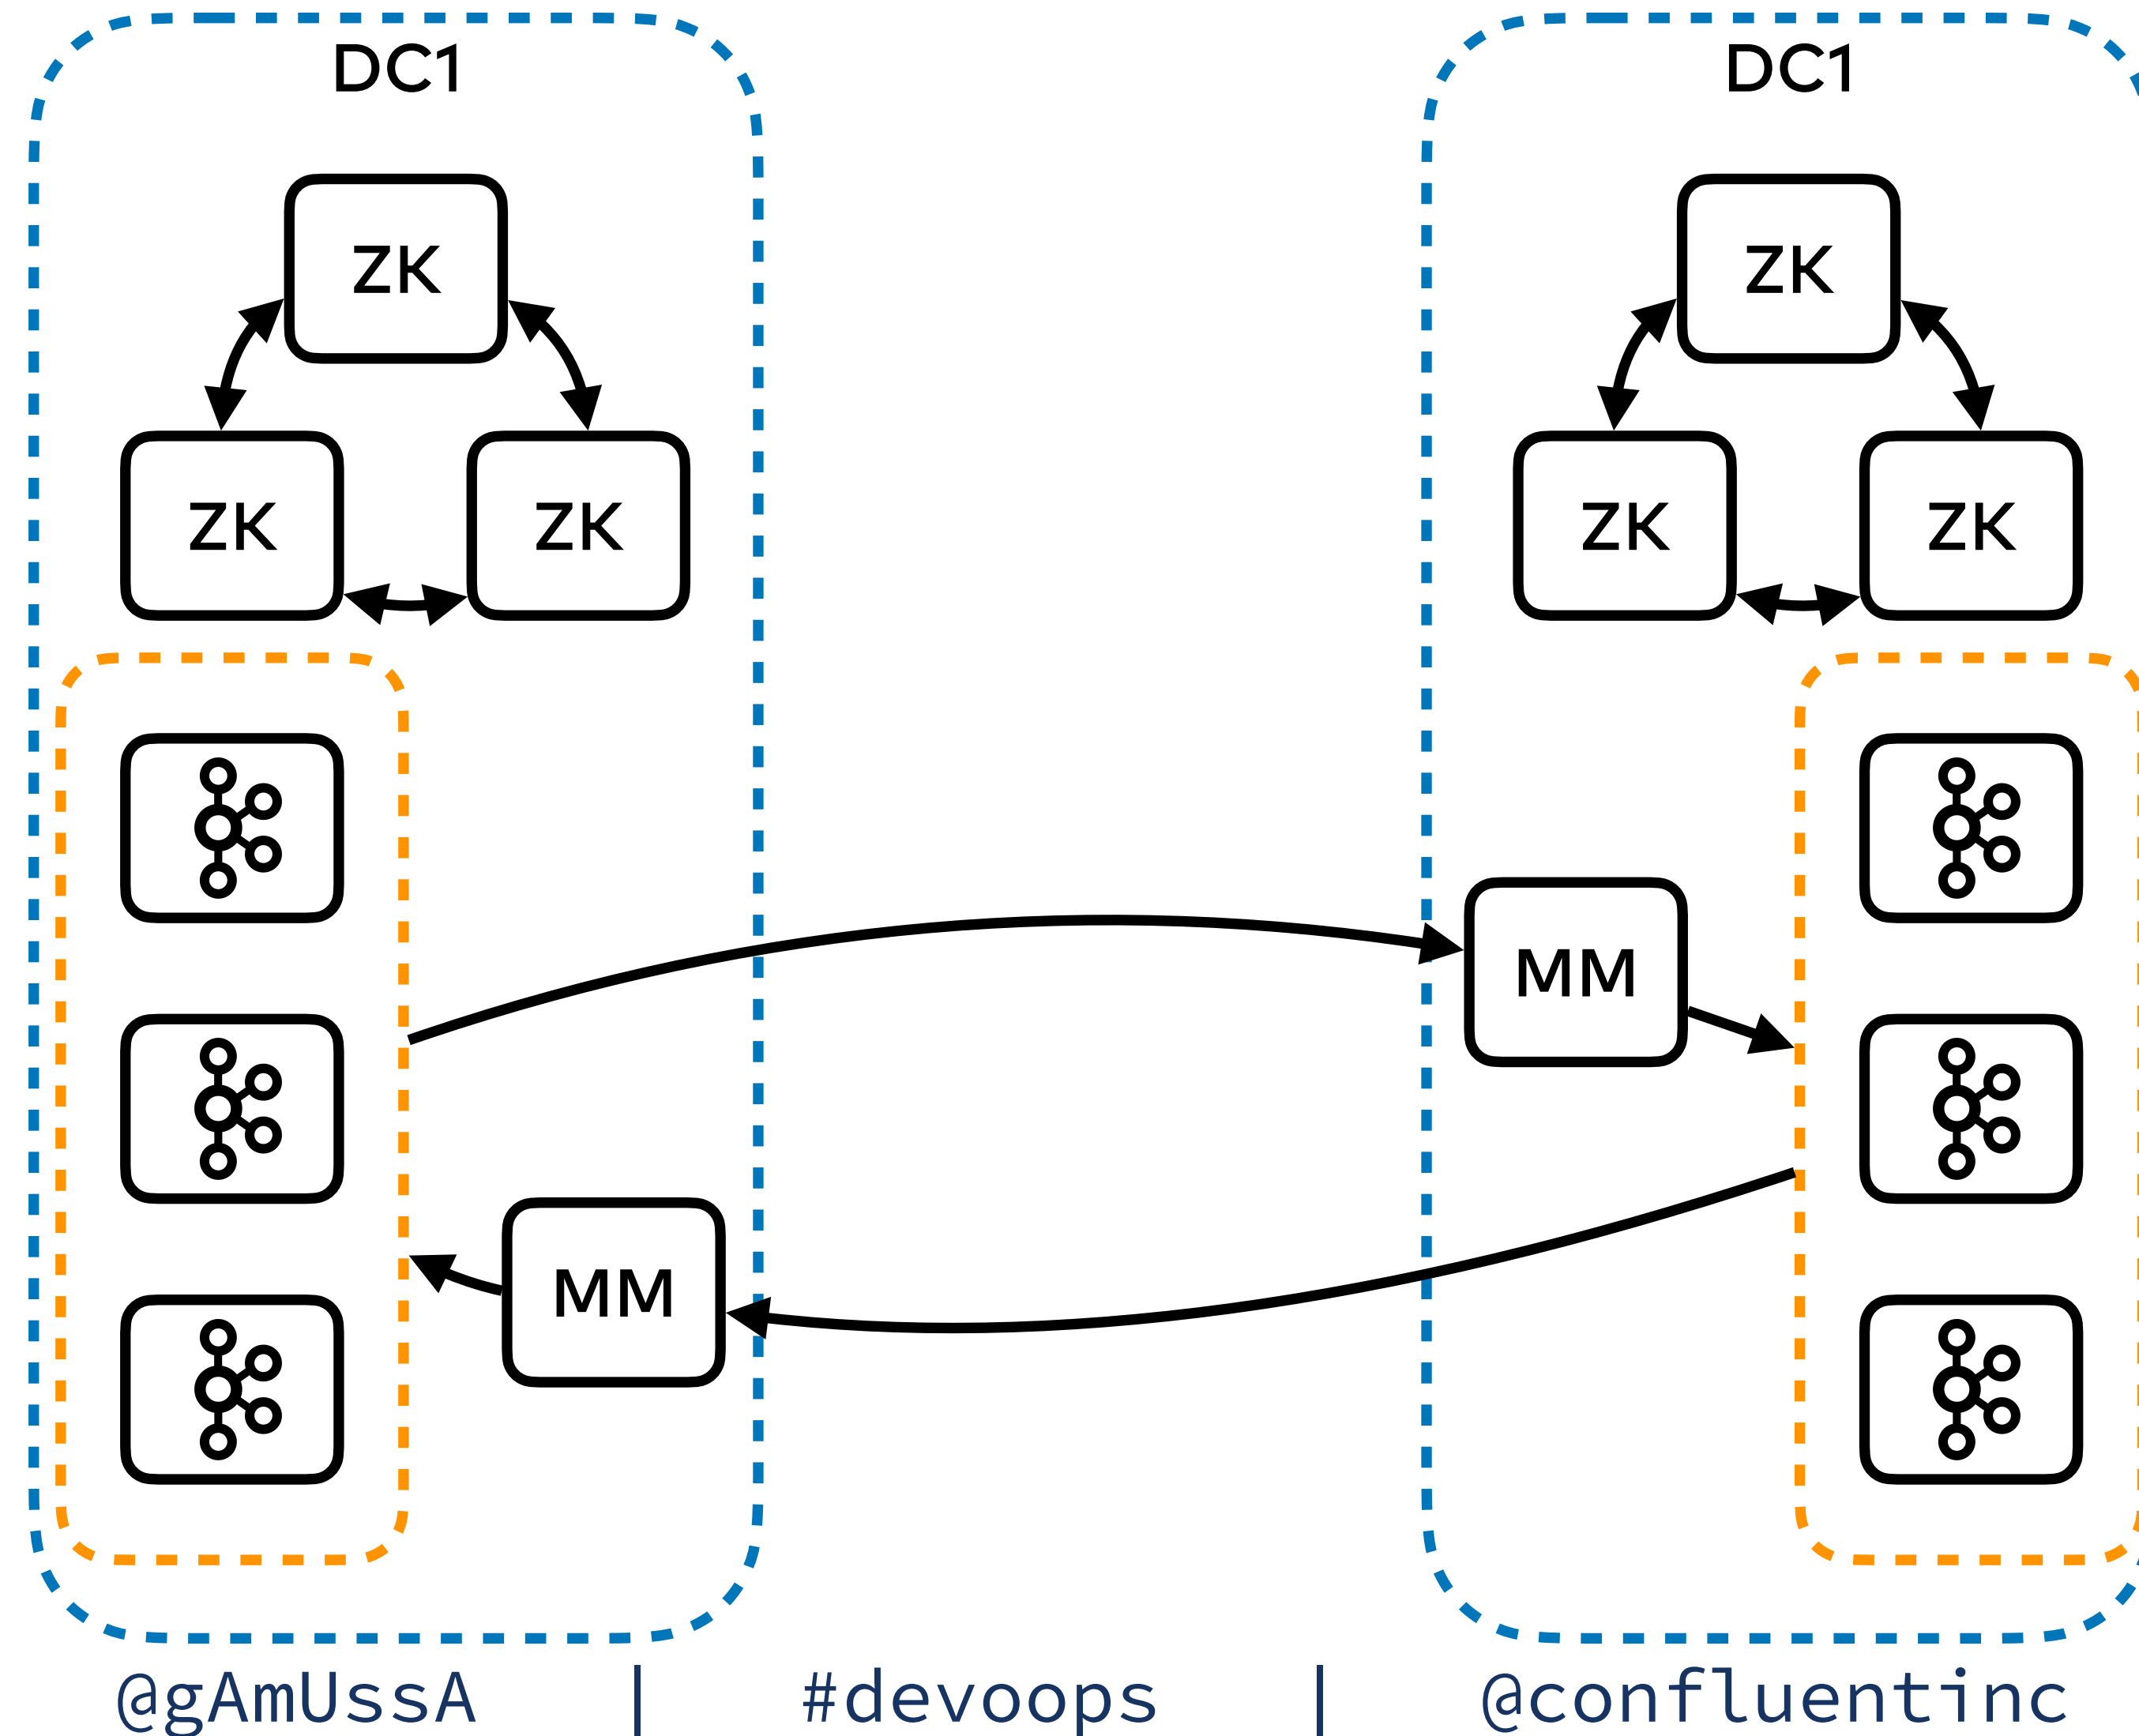 DC1 DC1
ZK ZK
ZK ZK ZK ZK
MM
MM
@gAmUssA | #devoops | @confluentinc